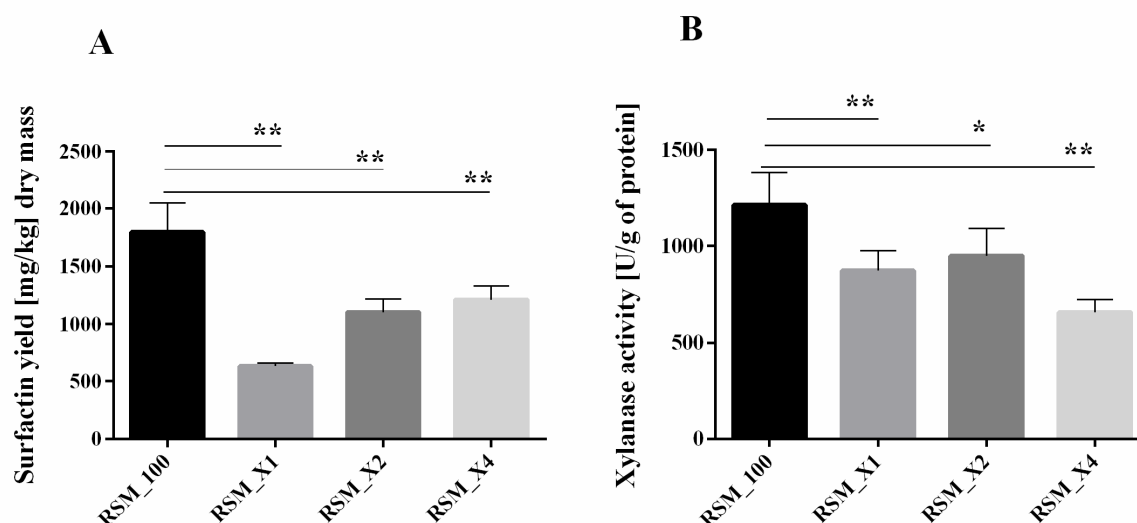 A
Surfactin yield [mg/kg] dry mass
**
**
**
2500
2000
1500
1000
500
0
RSM_100
RSM_X1
RSM_X2
RSM_X4
B
Xylanase activity [U/g of protein]
**
*
**
1500
1000
500
0
RSM_100
RSM_X1
RSM_X2
RSM_X4